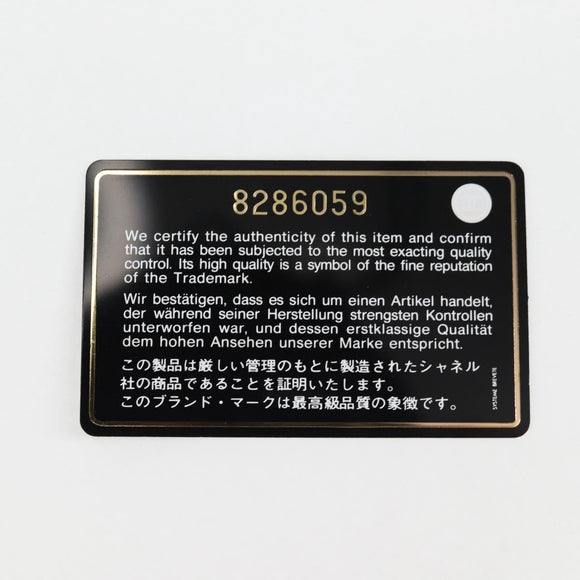 8286059
We certify the authenticity of this item and confirm
that it has been subjected to the most exacting quality
control. Its high quality is a symbol of the fine reputation
of the Trademark.
Wir bestätigen, dass es sich um einen Artikel handelt,
der während seiner Herstellung strengsten Kontrollen
unterworfen war, und dessen erstklassige Qualität
dem hohen Ansehen unserer Marke entspricht.
この製品は厳しい管理のもとに製造されたシャネル
社の商品であることを証明いたします。
このブランド・マークは最高級品質の象徴です。
SYSTEME BREVETE